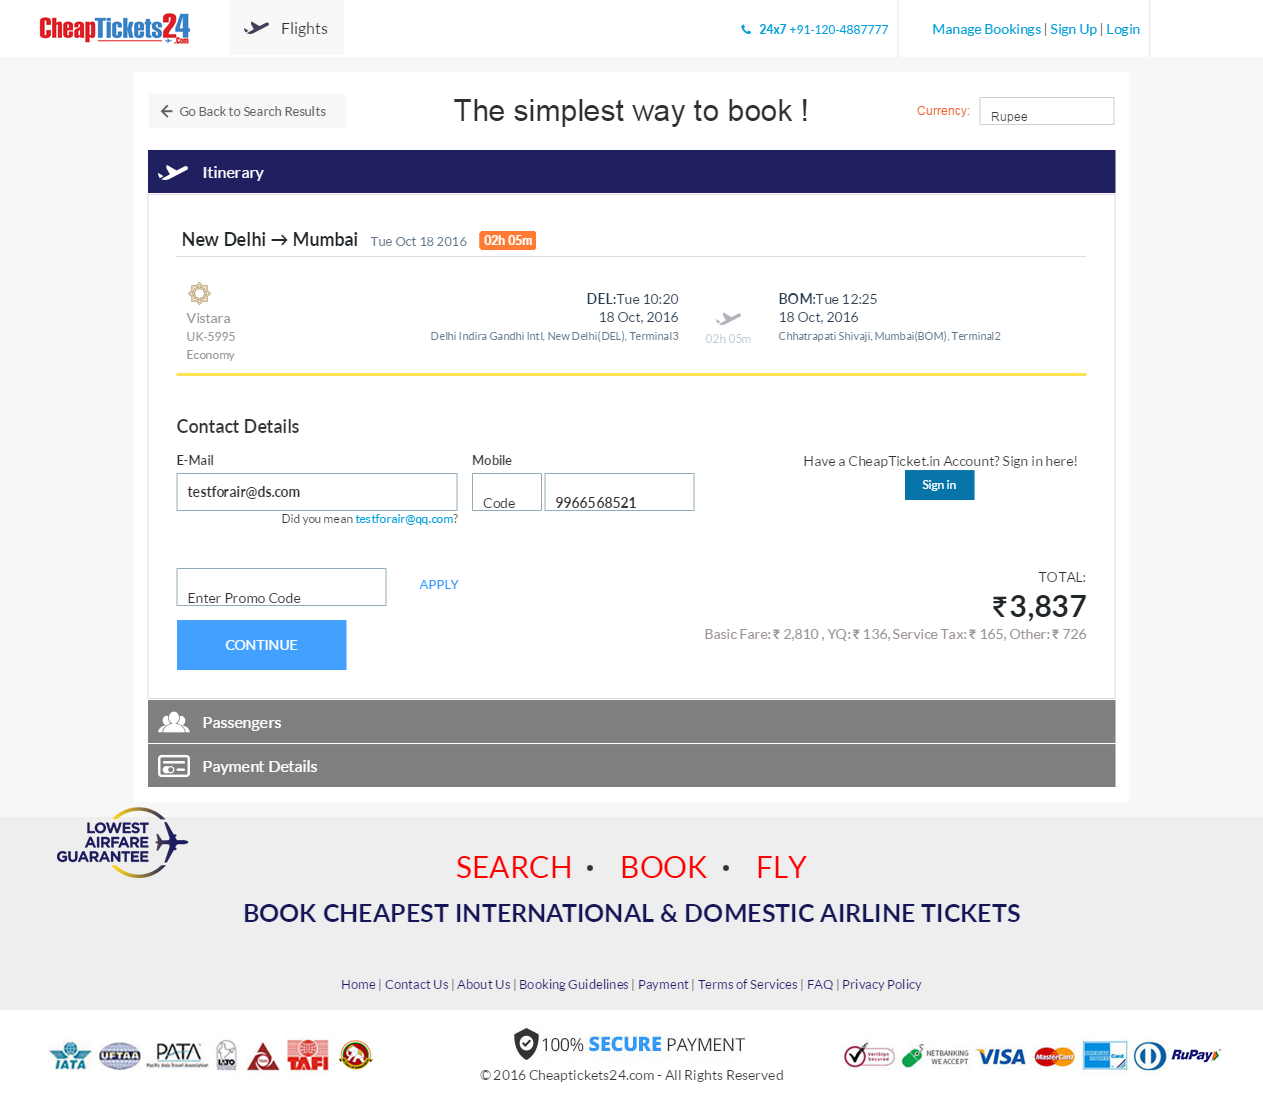 CheapTickets24
.Com
Flights
24x7 +91-120-4887777
Manage Bookings | Sign Up | Login
Go Back to Search Results
The simplest way to book !
Currency:
Rupee
Itinerary
New Delhi → Mumbai Tue Oct 18 2016 02h 05m
Vistara
UK-5995
Economy
DEL:Tue 10:20
18 Oct, 2016
Delhi Indira Gandhi Intl, New Delhi(DEL), Terminal3
02h 05m
BOM:Tue 12:25
18 Oct, 2016
Chhatrapati Shivaji, Mumbai(BOM), Terminal2
Contact Details
E-Mail
testforair@ds.com
Did you mean testforair@qq.com?
Mobile
Code
9966568521
Have a CheapTicket.in Account? Sign in here!
Sign in
Enter Promo Code
APPLY
CONTINUE
TOTAL:
₹3,837
Basic Fare:₹ 2,810 , YQ:₹ 136, Service Tax:₹ 165, Other:₹ 726
Passengers
Payment Details
LOWEST
AIRFARE
GUARANTEE
SEARCH • BOOK • FLY
BOOK CHEAPEST INTERNATIONAL & DOMESTIC AIRLINE TICKETS
Home | Contact Us | About Us | Booking Guidelines | Payment | Terms of Services | FAQ | Privacy Policy
IATA
UFTAA
PATA
Pacific Asia Travel Association
TAFI
100% SECURE PAYMENT
© 2016 Cheaptickets24.com - All Rights Reserved
VeriSign
Secured
NETBANKING
WE ACCEPT
VISA
MasterCard
RuPay